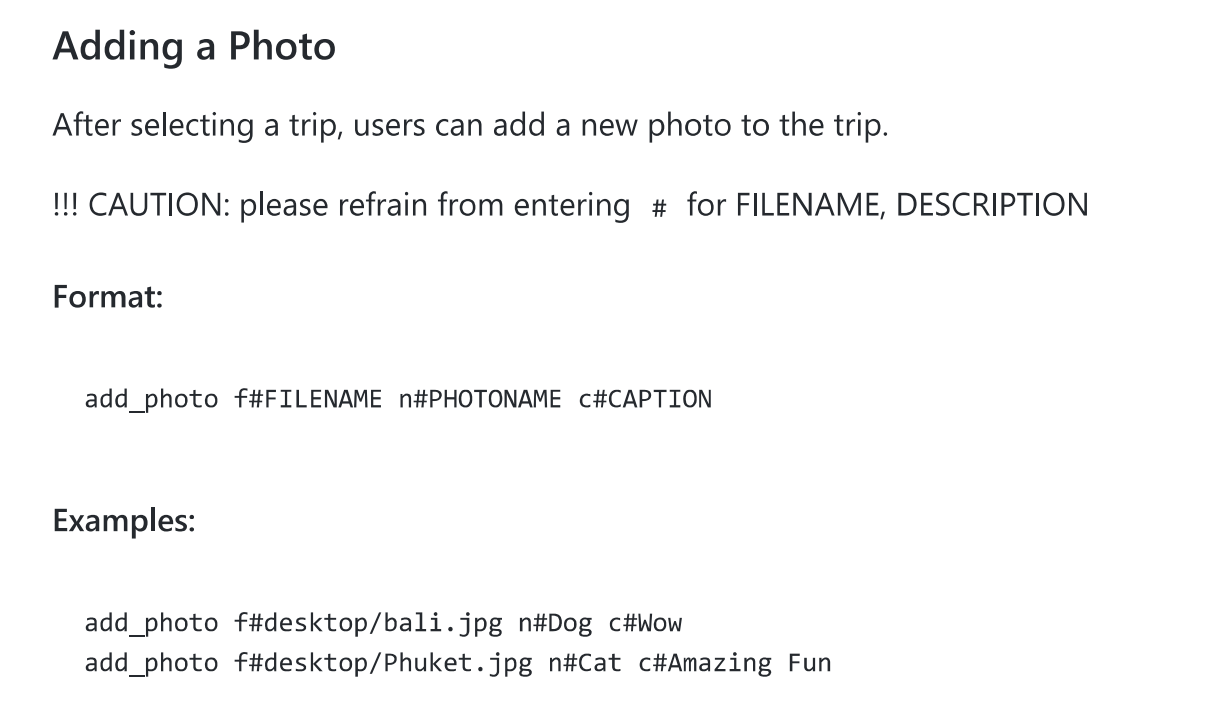 Adding a Photo
After selecting a trip, users can add a new photo to the trip.
!!! CAUTION: please refrain from entering # for FILENAME, DESCRIPTION
Format:
add_photo f#FILENAME n#PHOTONAME c#CAPTION
Examples:
add_photo f#desktop/bali.jpg n#Dog c#Wow
add_photo f#desktop/Phuket.jpg n#Cat c#Amazing Fun